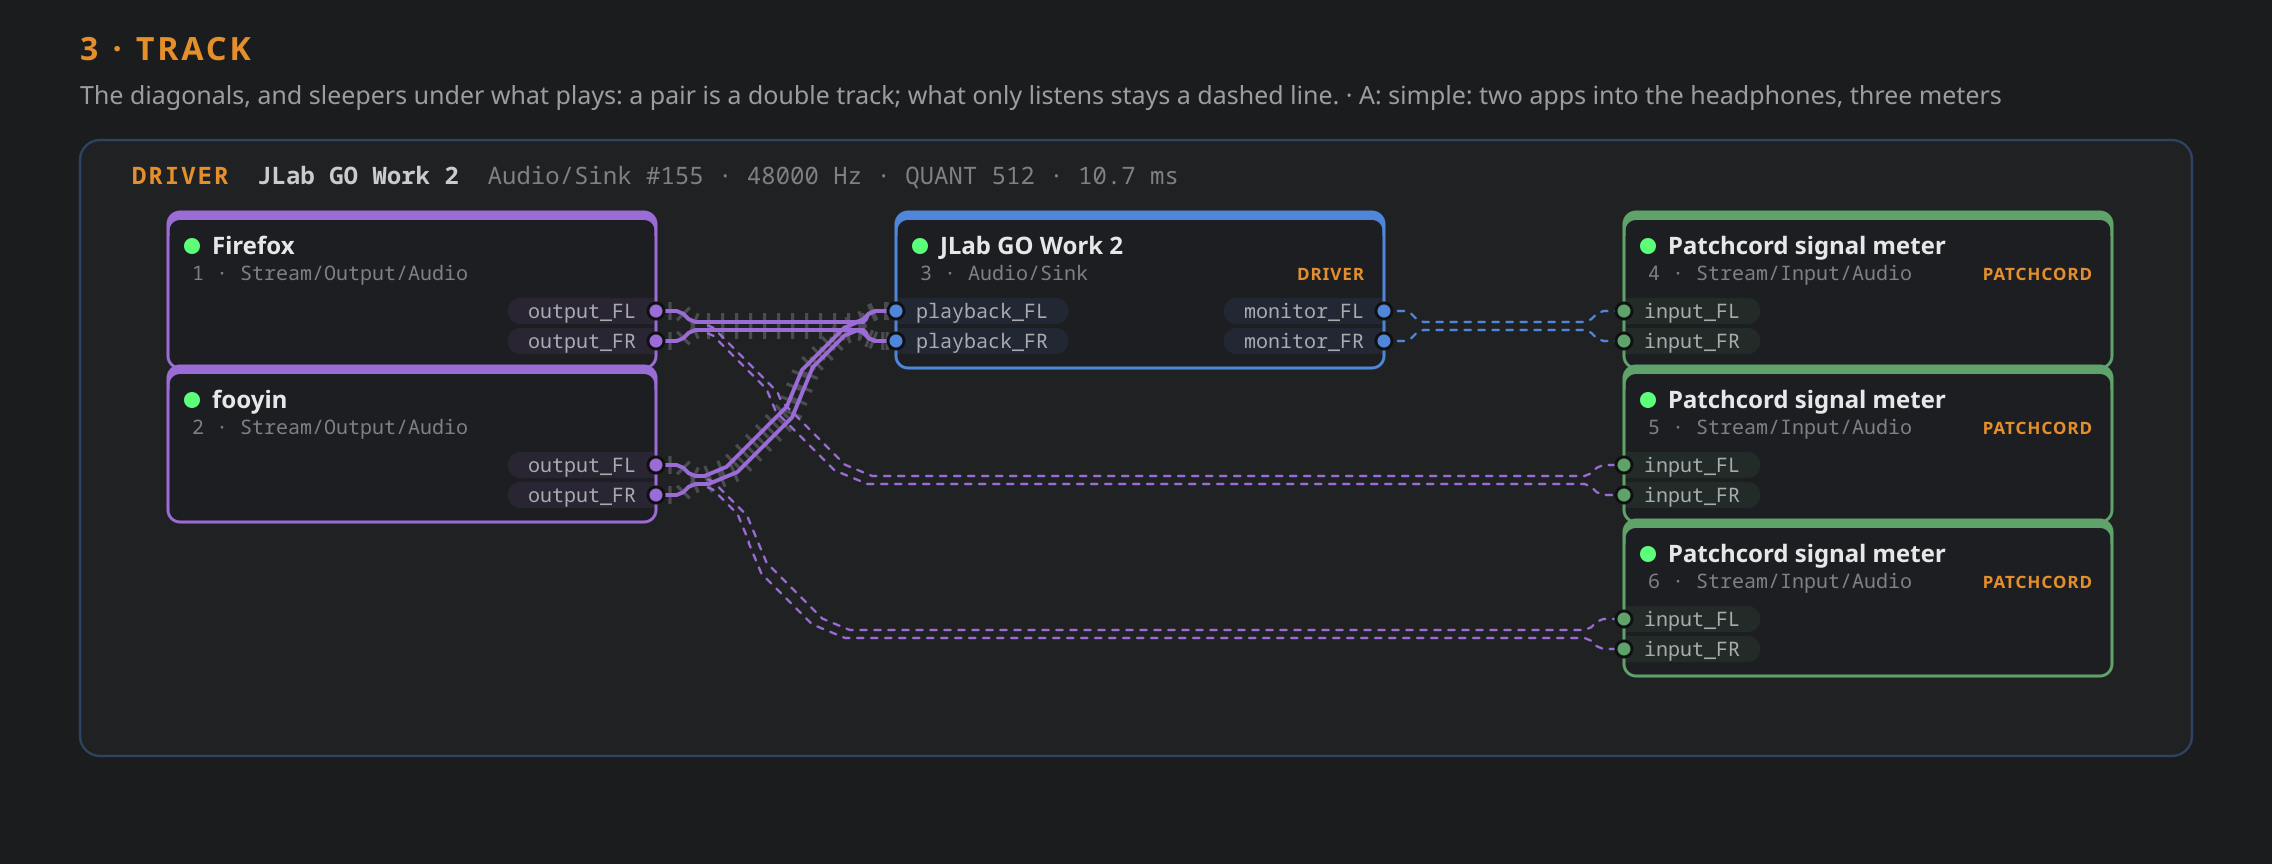 3 · TRACK
The diagonals, and sleepers under what plays: a pair is a double track; what only listens stays a dashed line. · A: simple: two apps into the headphones, three meters
DRIVER JLab GO Work 2 Audio/Sink #155 · 48000 Hz · QUANT 512 · 10.7 ms
Firefox
1 · Stream/Output/Audio
output_FL
output_FR
fooyin
2 · Stream/Output/Audio
output_FL
output_FR
JLab GO Work 2
3 · Audio/Sink DRIVER
playback_FL monitor_FL
playback_FR monitor_FR
Patchcord signal meter
4 · Stream/Input/Audio PATCHCORD
input_FL
input_FR
Patchcord signal meter
5 · Stream/Input/Audio PATCHCORD
input_FL
input_FR
Patchcord signal meter
6 · Stream/Input/Audio PATCHCORD
input_FL
input_FR